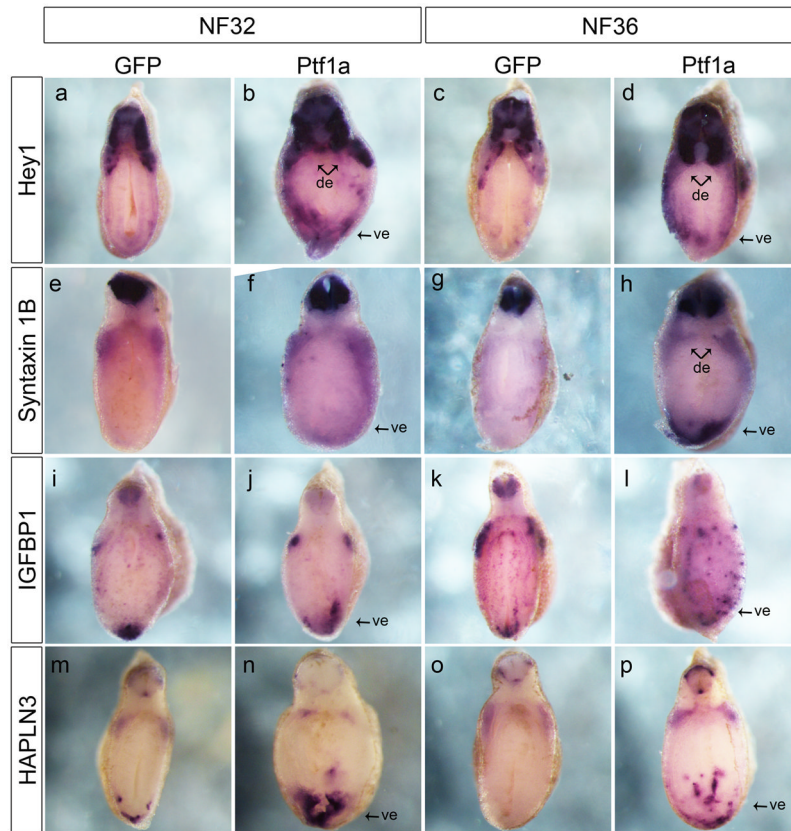 NF32 NF36
GFP Ptf1a GFP Ptf1a
Hey1
a b c d
de de
ve ve
Syntaxin 1B
e f g h
de
ve ve
IGFBP1
i j k l
ve ve
HAPLN3
m n o p
ve ve